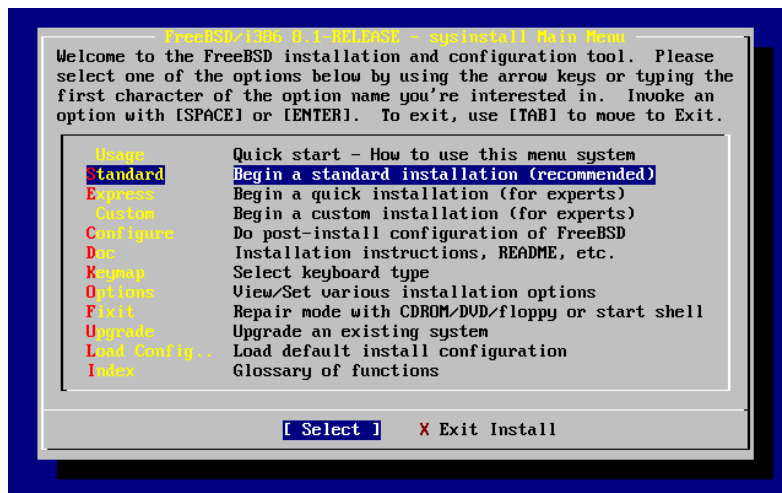 FreeBSD/i386 8.1-RELEASE - sysinstall Main Menu
Welcome to the FreeBSD installation and configuration tool.  Please
select one of the options below by using the arrow keys or typing the
first character of the option name you're interested in.  Invoke an
option with [SPACE] or [ENTER].  To exit, use [TAB] to move to Exit.
Usage Quick start - How to use this menu system
Standard Begin a standard installation (recommended)
Express Begin a quick installation (for experts)
Custom Begin a custom installation (for experts)
Configure Do post-install configuration of FreeBSD
Doc Installation instructions, README, etc.
Keymap Select keyboard type
Options View/Set various installation options
Fixit Repair mode with CDROM/DVD/floppy or start shell
Upgrade Upgrade an existing system
Load Config.. Load default install configuration
Index Glossary of functions
[ Select ] X Exit Install